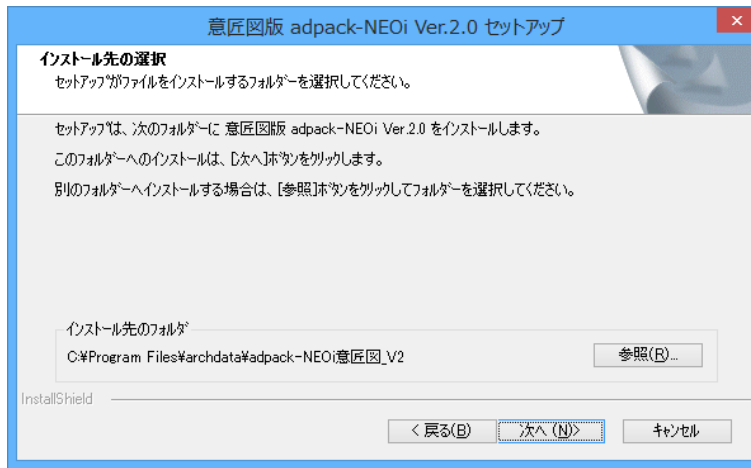 意匠図版 adpack-NEOi Ver.2.0 セットアップ
インストール先の選択
セットアップがファイルをインストールするフォルダーを選択してください。
セットアップは、次のフォルダーに 意匠図版 adpack-NEOi Ver.2.0 をインストールします。
このフォルダーへのインストールは、[次へ]ボタンをクリックします。
別のフォルダーへインストールする場合は、[参照]ボタンをクリックしてフォルダーを選択してください。
インストール先のフォルダ
C:¥Program Files¥archdata¥adpack-NEOi意匠図_V2
参照(R)...
InstallShield
< 戻る(B)
次へ (N)>
キャンセル